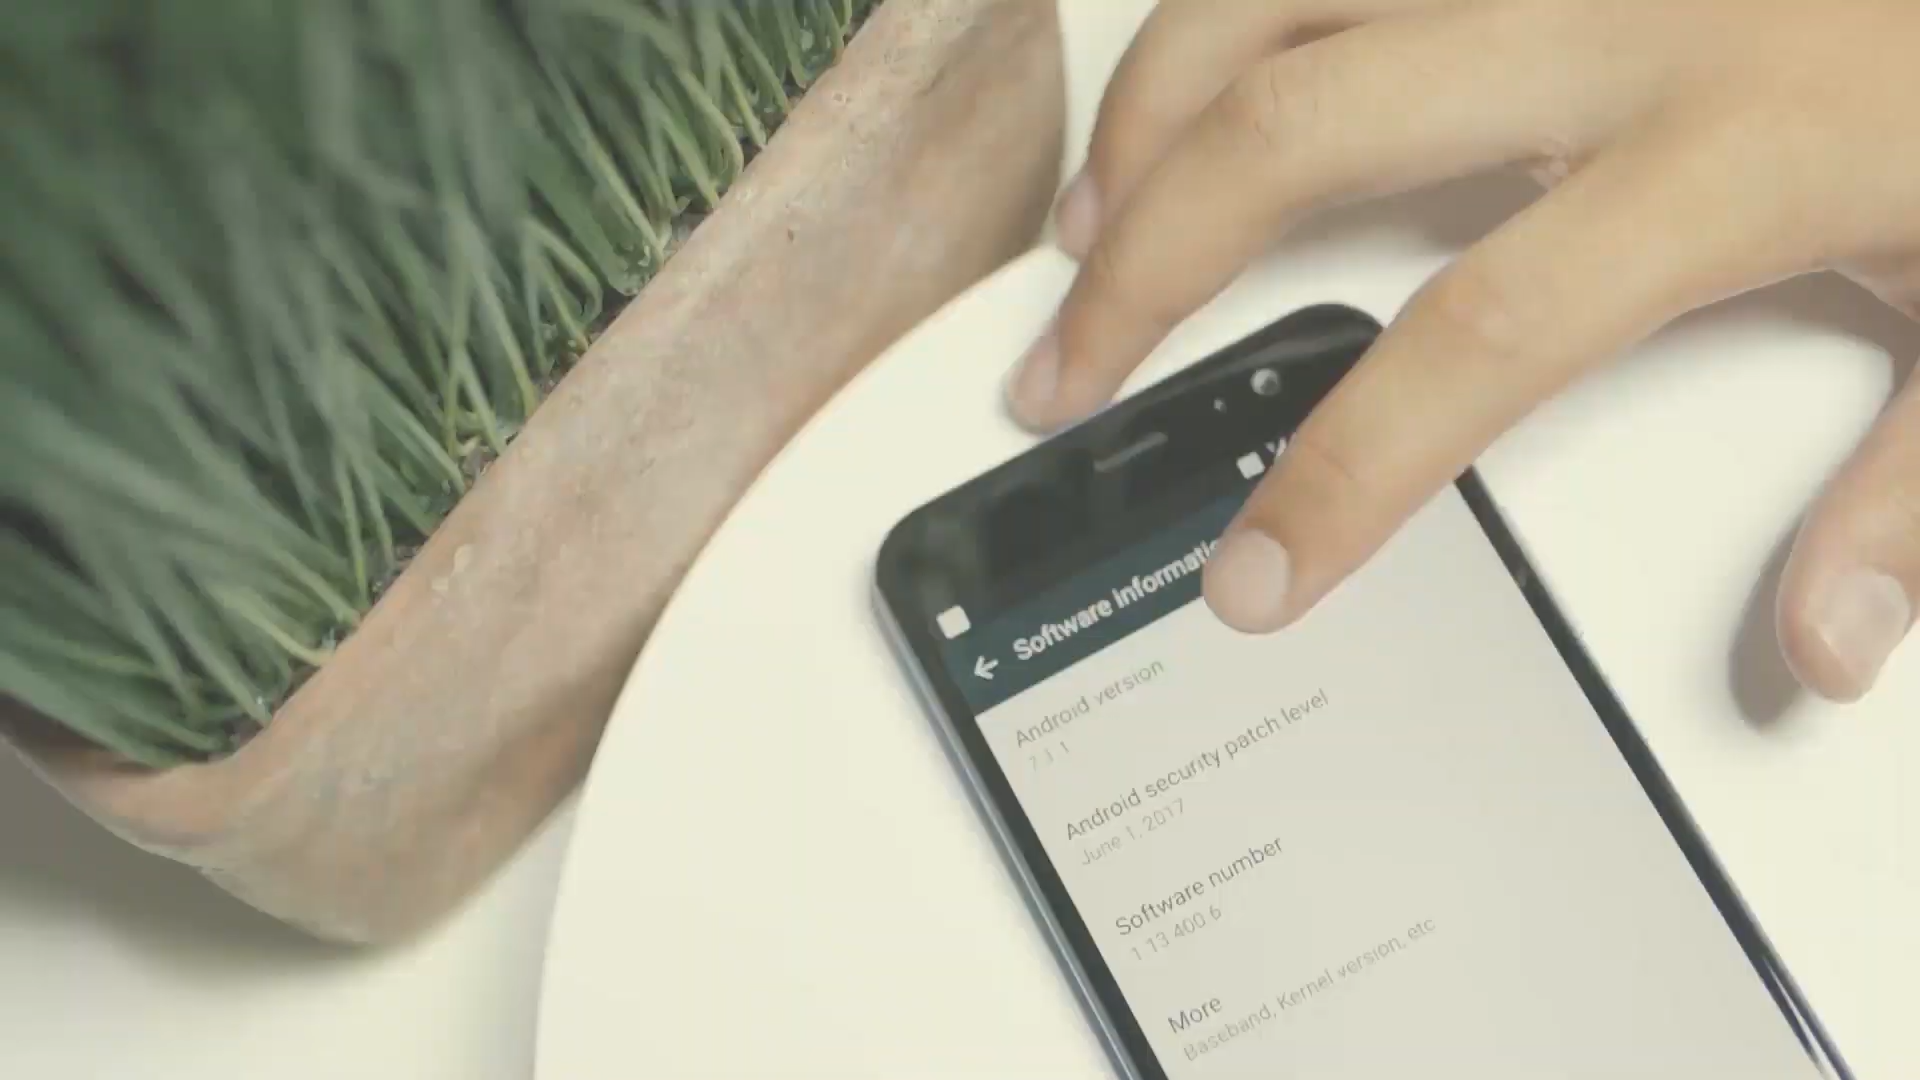 Software informatio
Android version
7.1.1
Android security patch level
June 1, 2017
Software number
1.13.400.6
More
Baseband, Kernel version, etc